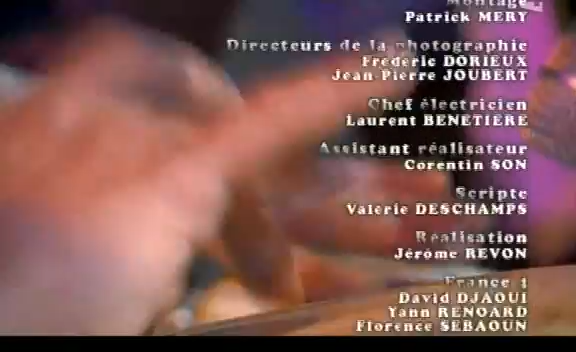 Montage
Patrick MERY
Directeurs de la photographie
Frédéric DORIEUX
Jean-Pierre JOUBERT
Chef électricien
Laurent BENETIERE
Assistant réalisateur
Corentin SON
Scripte
Valérie DESCHAMPS
Réalisation
Jérôme REVON
France 4
David DJAOUI
Yann RENOARD
Florence SEBAOUN